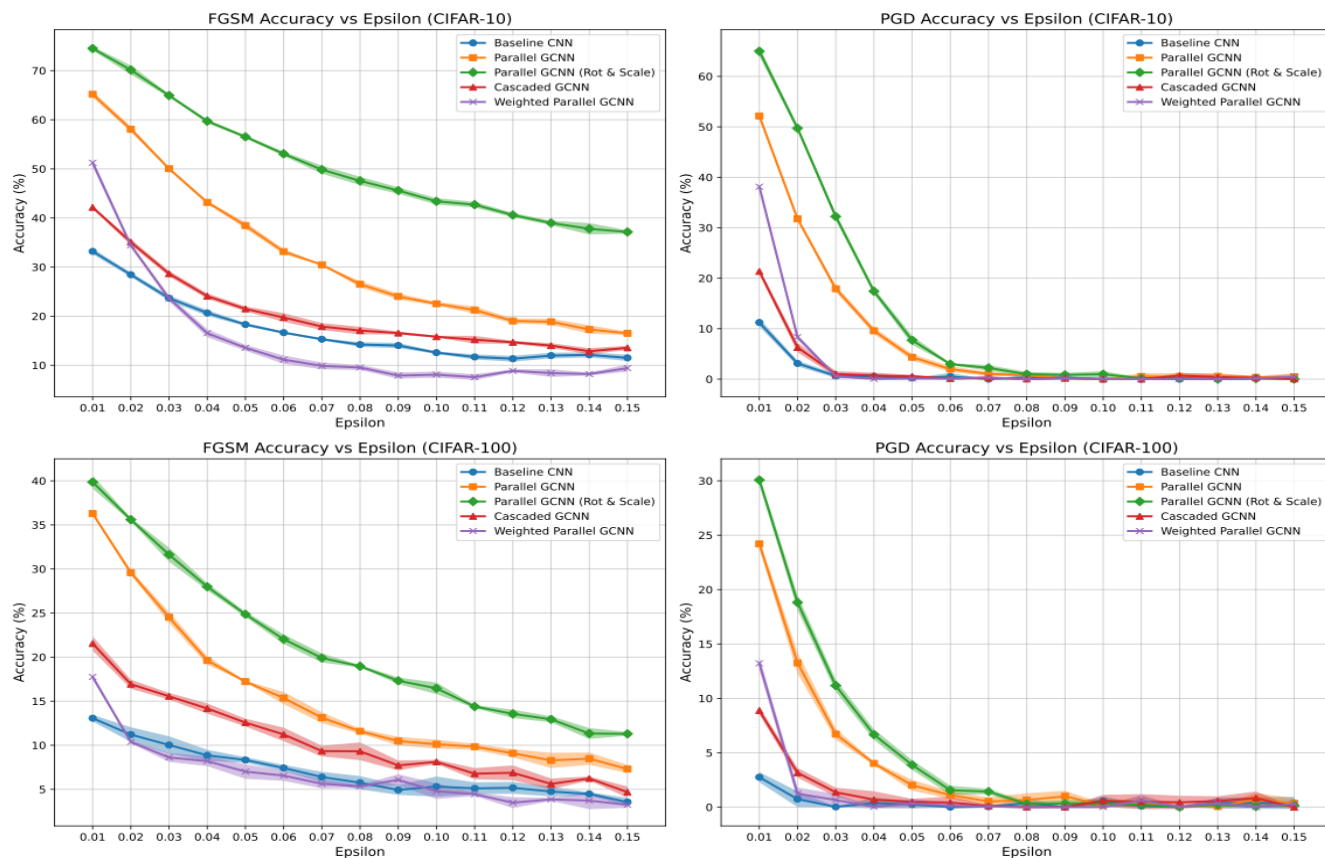 FGSM Accuracy vs Epsilon (CIFAR-10)
Accuracy (%)
70
60
50
40
30
20
10
Baseline CNN
Parallel GCNN
Parallel GCNN (Rot & Scale)
Cascaded GCNN
Weighted Parallel GCNN
0.01 0.02 0.03 0.04 0.05 0.06 0.07 0.08 0.09 0.10 0.11 0.12 0.13 0.14 0.15
Epsilon
PGD Accuracy vs Epsilon (CIFAR-10)
Accuracy (%)
60
50
40
30
20
10
0
Baseline CNN
Parallel GCNN
Parallel GCNN (Rot & Scale)
Cascaded GCNN
Weighted Parallel GCNN
0.01 0.02 0.03 0.04 0.05 0.06 0.07 0.08 0.09 0.10 0.11 0.12 0.13 0.14 0.15
Epsilon
FGSM Accuracy vs Epsilon (CIFAR-100)
Accuracy (%)
40
35
30
25
20
15
10
5
Baseline CNN
Parallel GCNN
Parallel GCNN (Rot & Scale)
Cascaded GCNN
Weighted Parallel GCNN
0.01 0.02 0.03 0.04 0.05 0.06 0.07 0.08 0.09 0.10 0.11 0.12 0.13 0.14 0.15
Epsilon
PGD Accuracy vs Epsilon (CIFAR-100)
Accuracy (%)
30
25
20
15
10
5
0
Baseline CNN
Parallel GCNN
Parallel GCNN (Rot & Scale)
Cascaded GCNN
Weighted Parallel GCNN
0.01 0.02 0.03 0.04 0.05 0.06 0.07 0.08 0.09 0.10 0.11 0.12 0.13 0.14 0.15
Epsilon